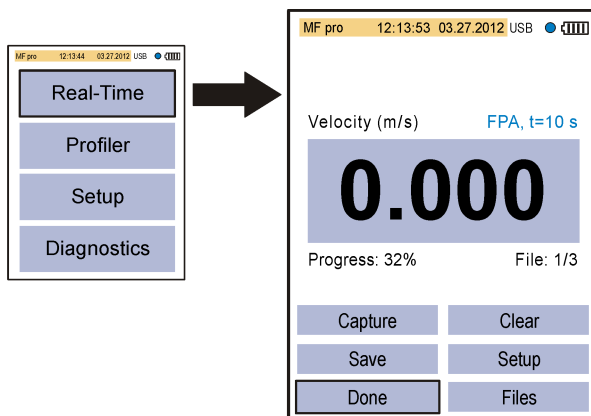 MF pro 12:13:44 03.27.2012 USB
Real-Time
Profiler
Setup
Diagnostics
MF pro 12:13:53 03.27.2012 USB
Velocity (m/s) FPA, t=10 s
0.000
Progress: 32% File: 1/3
Capture Clear
Save Setup
Done Files